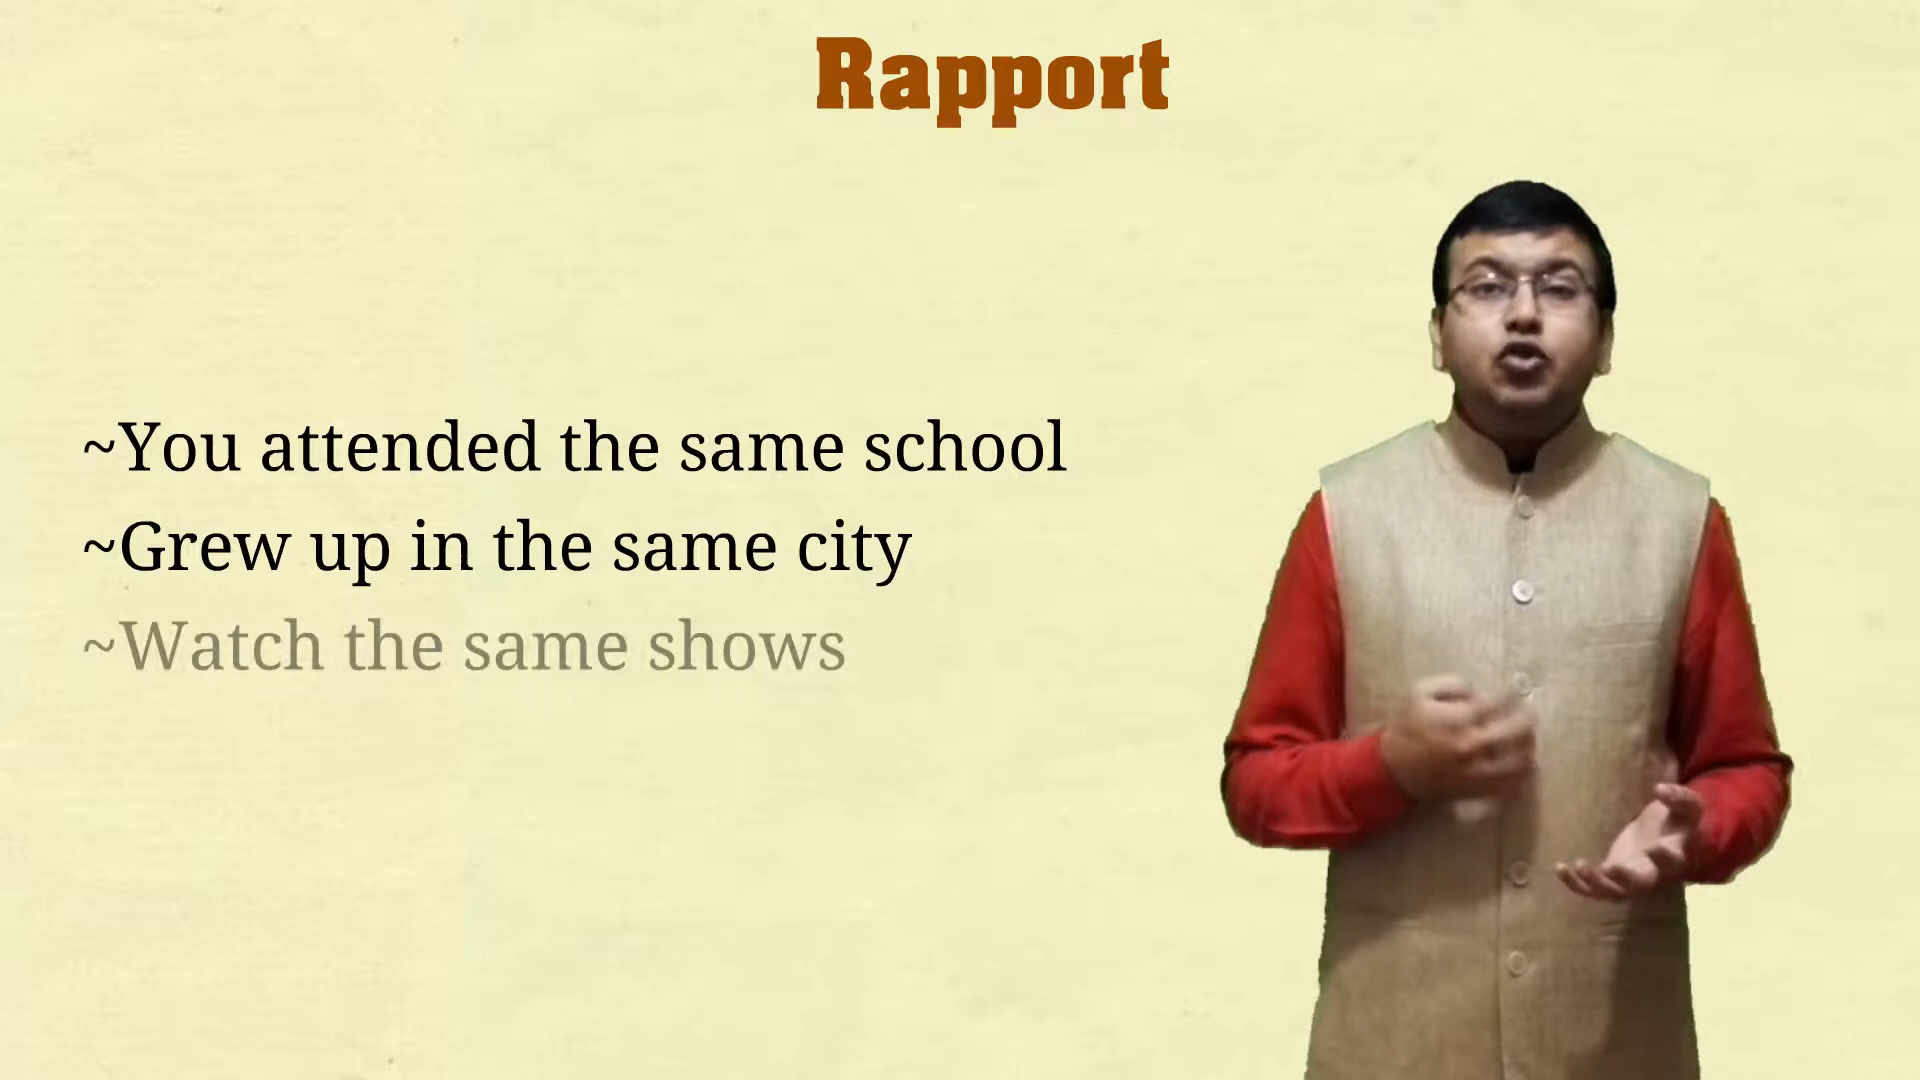 Rapport
~You attended the same school
~Grew up in the same city
~Watch the same shows